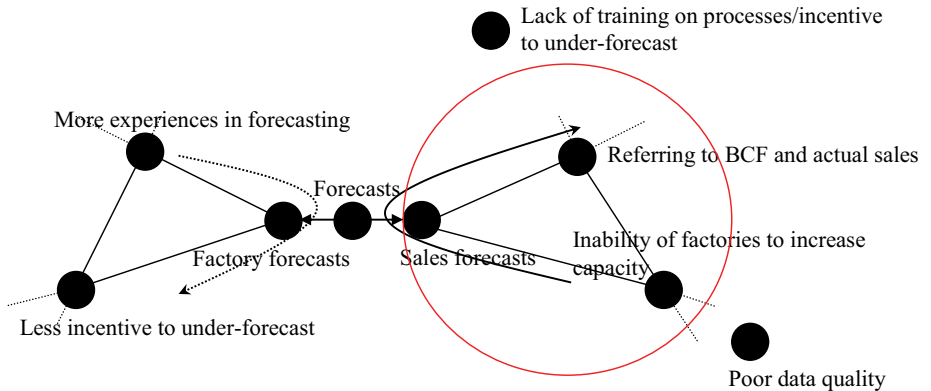 Lack of training on processes/incentive
to under-forecast
More experiences in forecasting
Referring to BCF and actual sales
Forecasts
Factory forecasts
Sales forecasts
Inability of factories to increase
capacity
Less incentive to under-forecast
Poor data quality